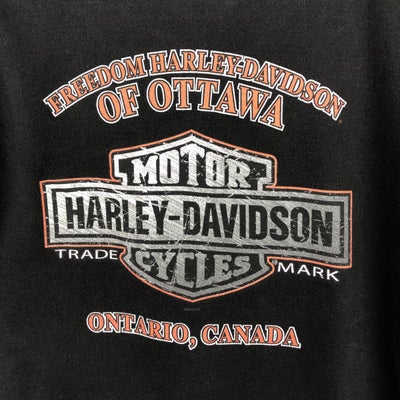 FREEDOM HARLEY-DAVIDSON
OF OTTAWA
MOTOR
HARLEY-DAVIDSON
TRADE MARK
CYCLES
ONTARIO, CANADA